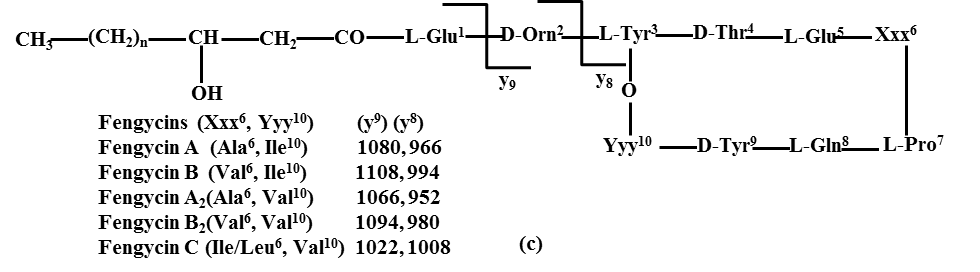 CH₃—(CH₂)n—CH—CH₂—CO—L-Glu¹—D-Orn²—L-Tyr³—D-Thr⁴—L-Glu⁵—Xxx⁶
y₉ y₈
OH O
Yyy¹⁰—D-Tyr⁹—L-Gln⁸—L-Pro⁷
Fengycins (Xxx⁶, Yyy¹⁰) (y⁹) (y⁸)
Fengycin A (Ala⁶, Ile¹⁰) 1080,966
Fengycin B (Val⁶, Ile¹⁰) 1108,994
Fengycin A₂(Ala⁶, Val¹⁰) 1066,952
Fengycin B₂(Val⁶, Val¹⁰) 1094,980
Fengycin C (Ile/Leu⁶, Val¹⁰) 1022,1008
(c)